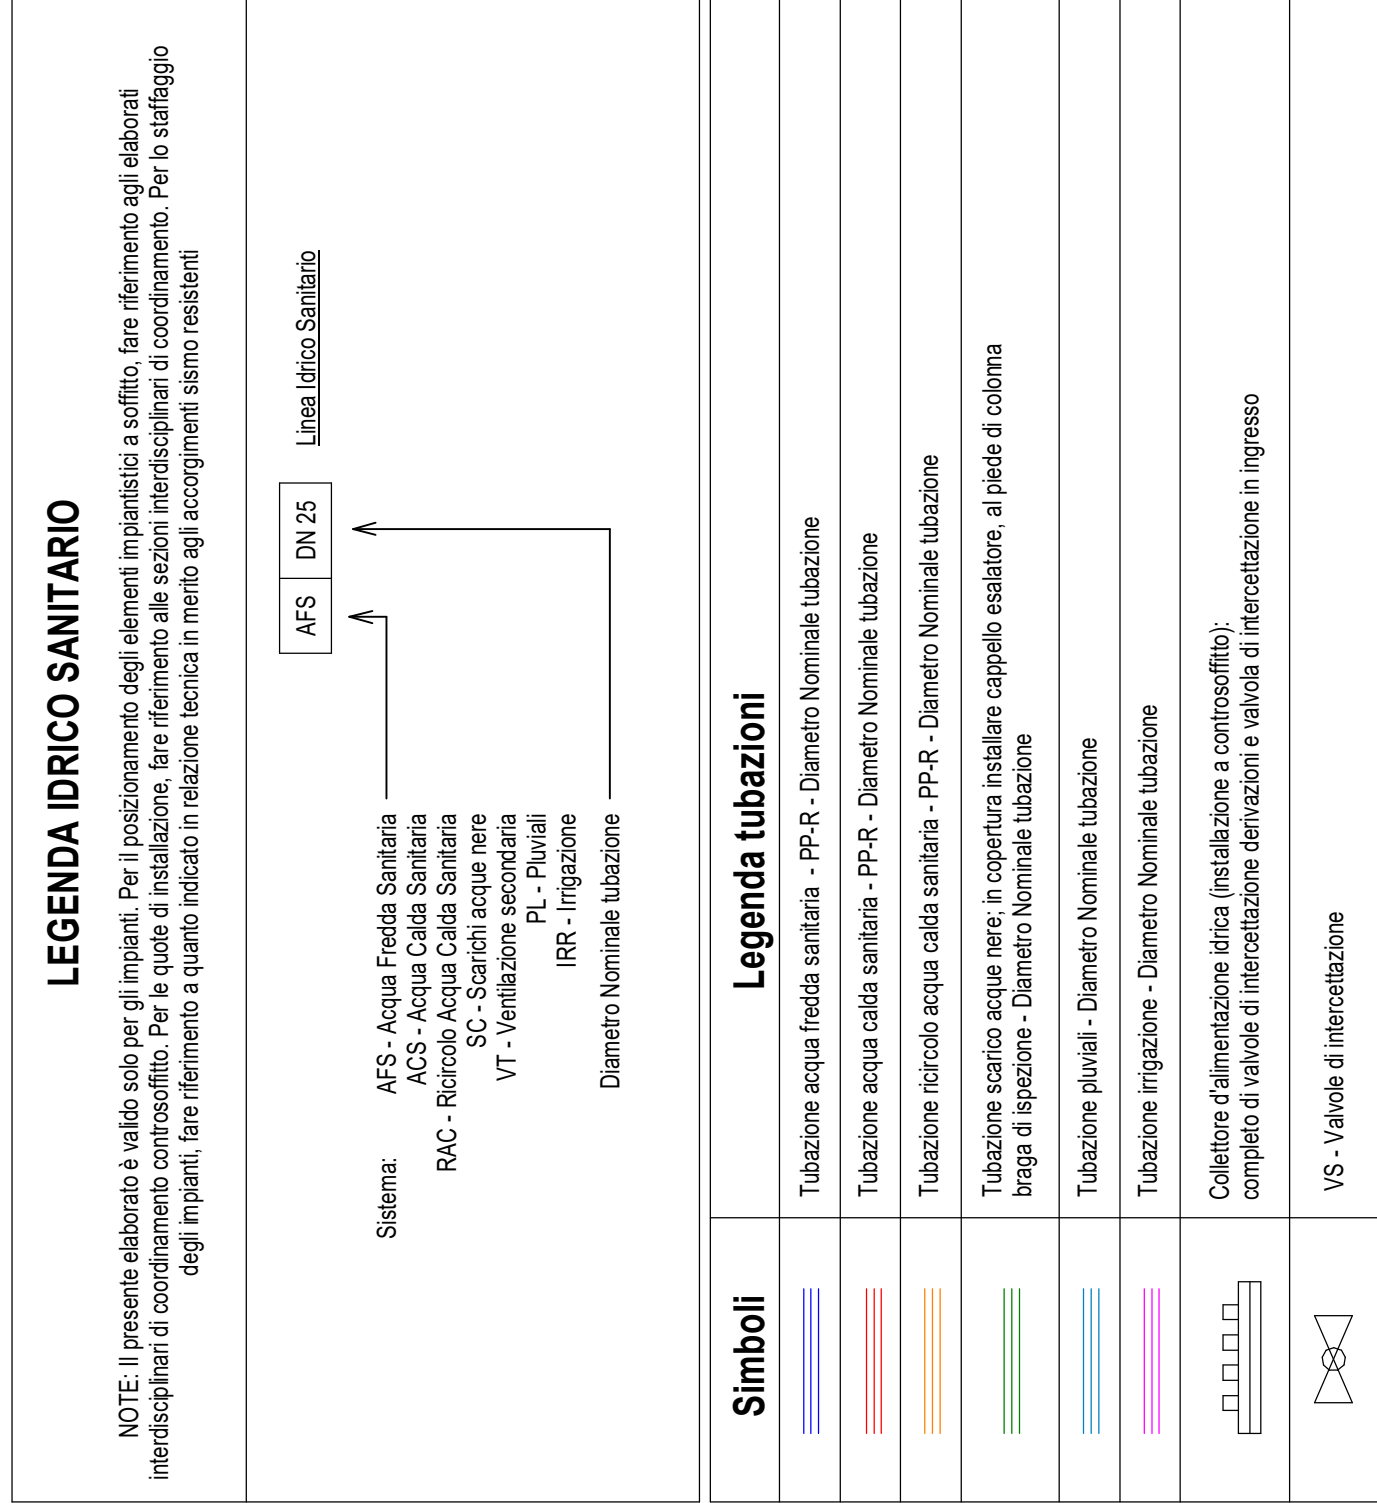 LEGENDA IDRICO SANITARIO
NOTE: Il presente elaborato è valido solo per gli impianti. Per il posizionamento degli elementi impiantistici a soffitto, fare riferimento agli elaborati
interdisciplinari di coordinamento controsoffitto. Per le quote di installazione, fare riferimento alle sezioni interdisciplinari di coordinamento. Per lo staffaggio
degli impianti, fare riferimento a quanto indicato in relazione tecnica in merito agli accorgimenti sismo resistenti
AFS DN 25 Linea Idrico Sanitario
Sistema: AFS - Acqua Fredda Sanitaria
ACS - Acqua Calda Sanitaria
RAC - Ricircolo Acqua Calda Sanitaria
SC - Scarichi acque nere
VT - Ventilazione secondaria
PL - Pluviali
IRR - Irrigazione
Diametro Nominale tubazione
Simboli Legenda tubazioni
Tubazione acqua fredda sanitaria - PP-R - Diametro Nominale tubazione
Tubazione acqua calda sanitaria - PP-R - Diametro Nominale tubazione
Tubazione ricircolo acqua calda sanitaria - PP-R - Diametro Nominale tubazione
Tubazione scarico acque nere; in copertura installare cappello esalatore, al piede di colonna
braga di ispezione - Diametro Nominale tubazione
Tubazione pluviali - Diametro Nominale tubazione
Tubazione irrigazione - Diametro Nominale tubazione
Collettore d'alimentazione idrica (installazione a controsoffitto):
completo di valvole di intercettazione derivazioni e valvola di intercettazione in ingresso
VS - Valvole di intercettazione